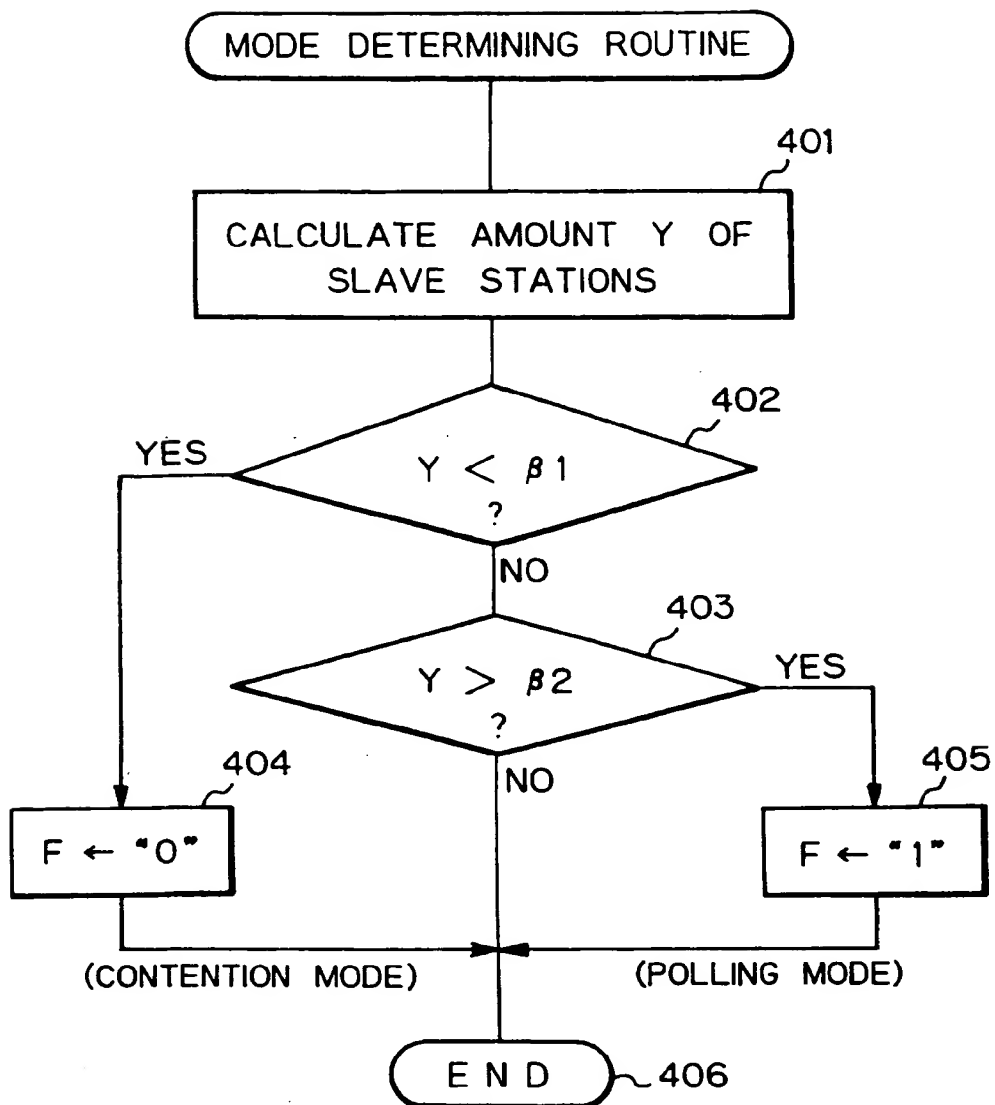 MODE DETERMINING ROUTINE
401
CALCULATE AMOUNT Y OF
SLAVE STATIONS
402
YES
Y < β1
?
NO
403
YES
Y > β2
?
NO
404
405
F ← "0"
F ← "1"
(CONTENTION MODE)
(POLLING MODE)
END
406